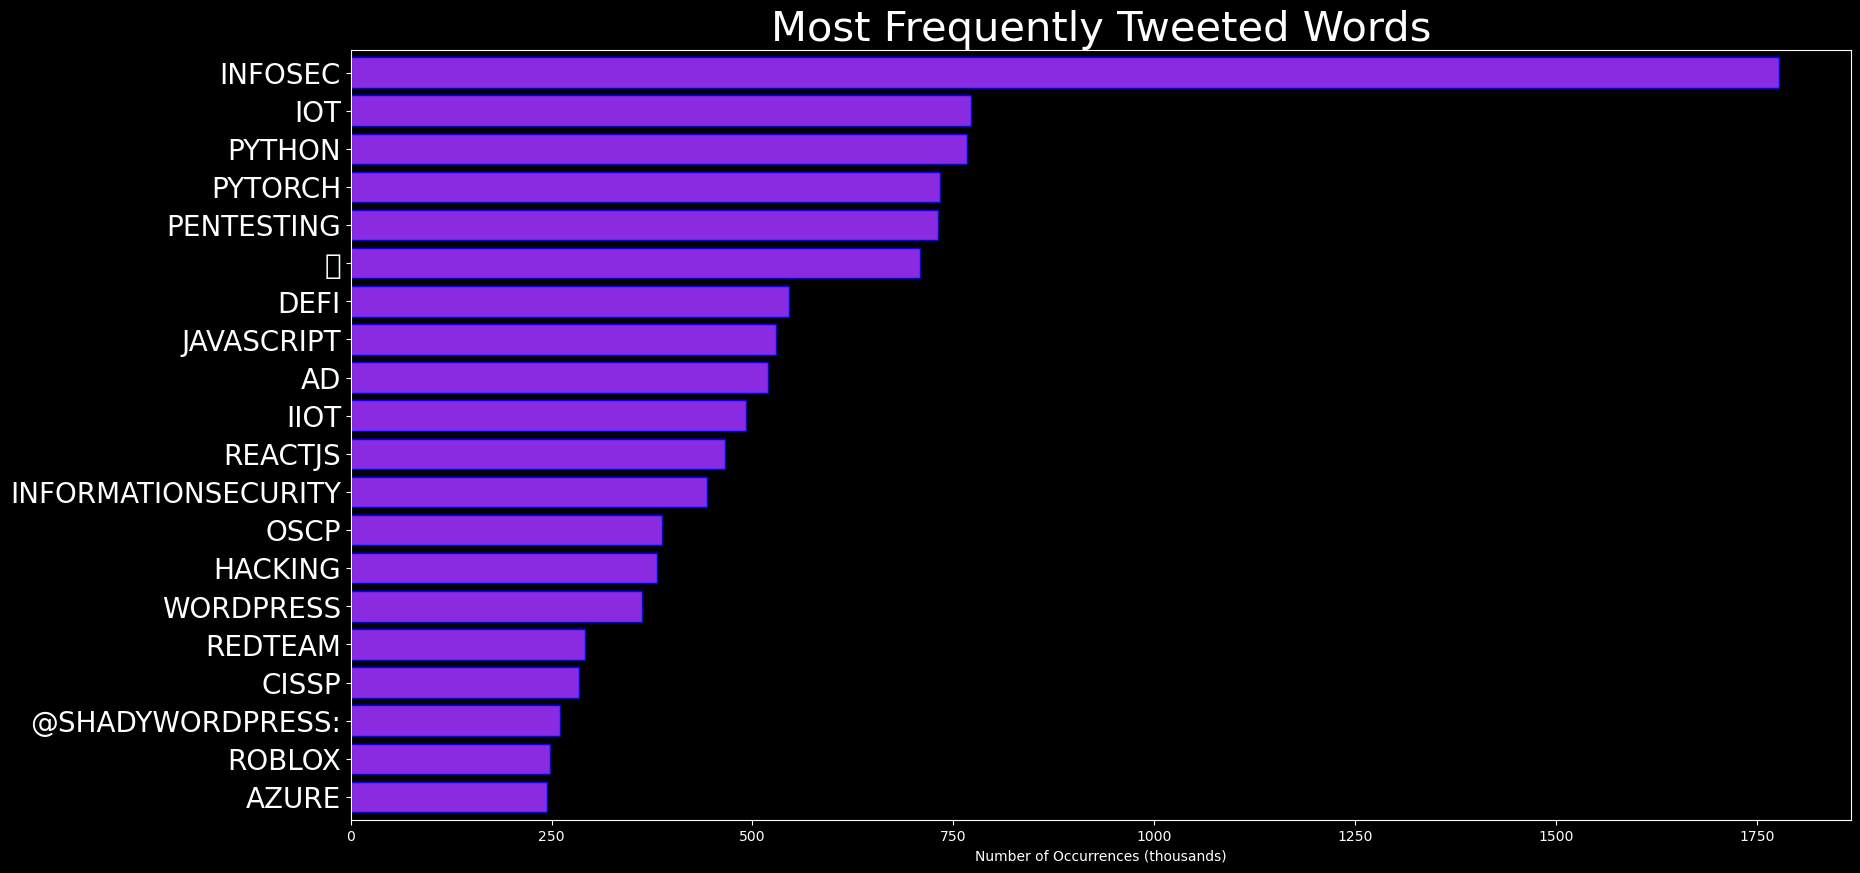 Most Frequently Tweeted Words
INFOSEC
IOT
PYTHON
PYTORCH
PENTESTING
DEFI
JAVASCRIPT
AD
IIOT
REACTJS
INFORMATIONSECURITY
OSCP
HACKING
WORDPRESS
REDTEAM
CISSP
@SHADYWORDPRESS:
ROBLOX
AZURE
0 250 500 750 1000 1250 1500 1750
Number of Occurrences (thousands)